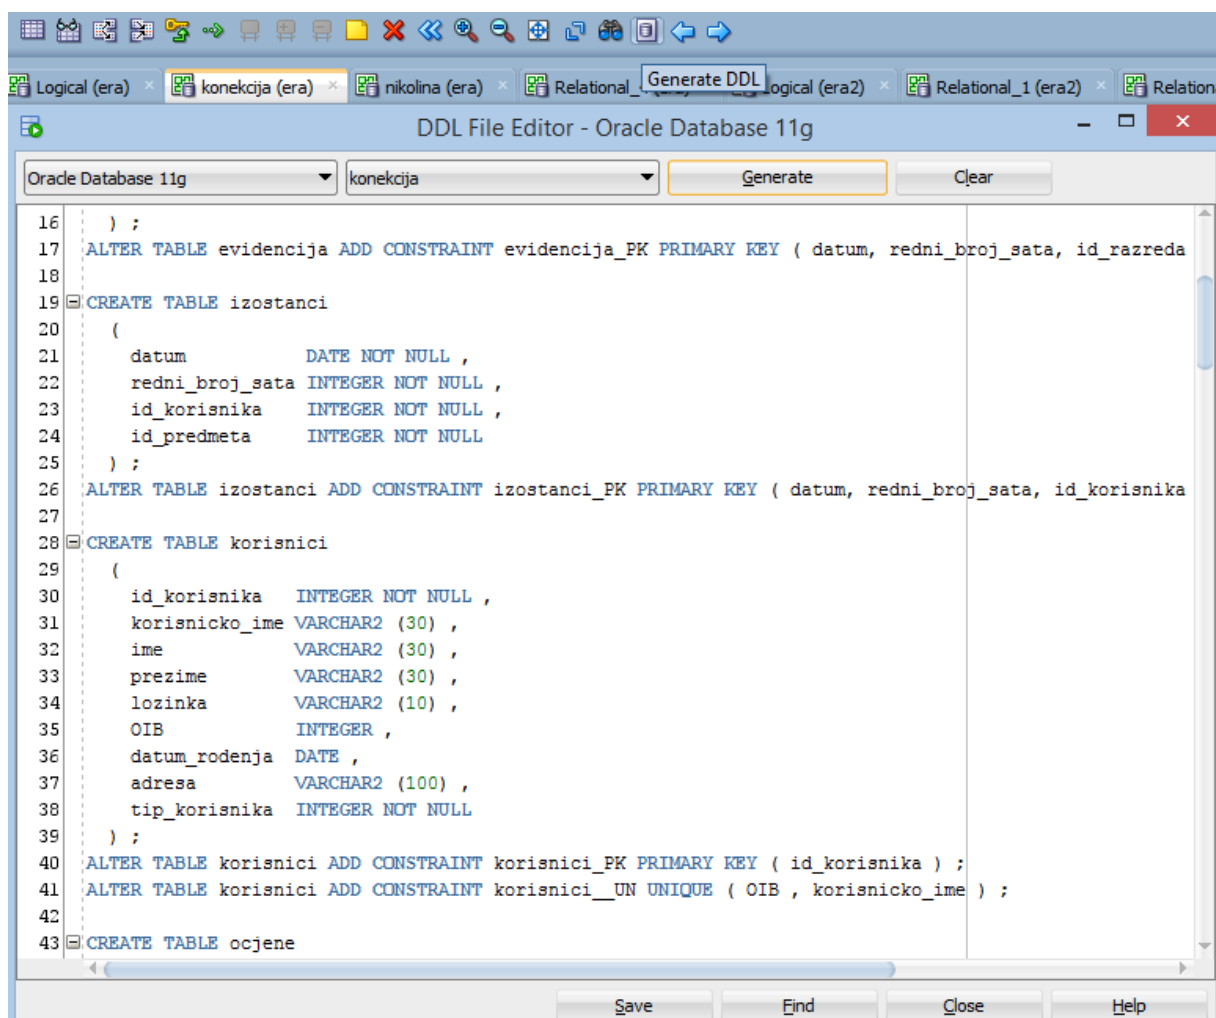 Logical (era) konekcija (era) nikolina (era) Relational_ Generate DDL ogical (era2) Relational_1 (era2) Relation
DDL File Editor - Oracle Database 11g
Oracle Database 11g konekcija Generate Clear
16 ) ;
17 ALTER TABLE evidencija ADD CONSTRAINT evidencija_PK PRIMARY KEY ( datum, redni_broj_sata, id_razreda
18
19 CREATE TABLE izostanci
20 (
21 datum DATE NOT NULL ,
22 redni_broj_sata INTEGER NOT NULL ,
23 id_korisnika INTEGER NOT NULL ,
24 id_predmeta INTEGER NOT NULL
25 ) ;
26 ALTER TABLE izostanci ADD CONSTRAINT izostanci_PK PRIMARY KEY ( datum, redni_broj_sata, id_korisnika
27
28 CREATE TABLE korisnici
29 (
30 id_korisnika INTEGER NOT NULL ,
31 korisnicko_ime VARCHAR2 (30) ,
32 ime VARCHAR2 (30) ,
33 prezime VARCHAR2 (30) ,
34 lozinka VARCHAR2 (10) ,
35 OIB INTEGER ,
36 datum_rodenja DATE ,
37 adresa VARCHAR2 (100) ,
38 tip_korisnika INTEGER NOT NULL
39 ) ;
40 ALTER TABLE korisnici ADD CONSTRAINT korisnici_PK PRIMARY KEY ( id_korisnika ) ;
41 ALTER TABLE korisnici ADD CONSTRAINT korisnici__UN UNIQUE ( OIB , korisnicko_ime ) ;
42
43 CREATE TABLE ocjene
Save Find Close Help